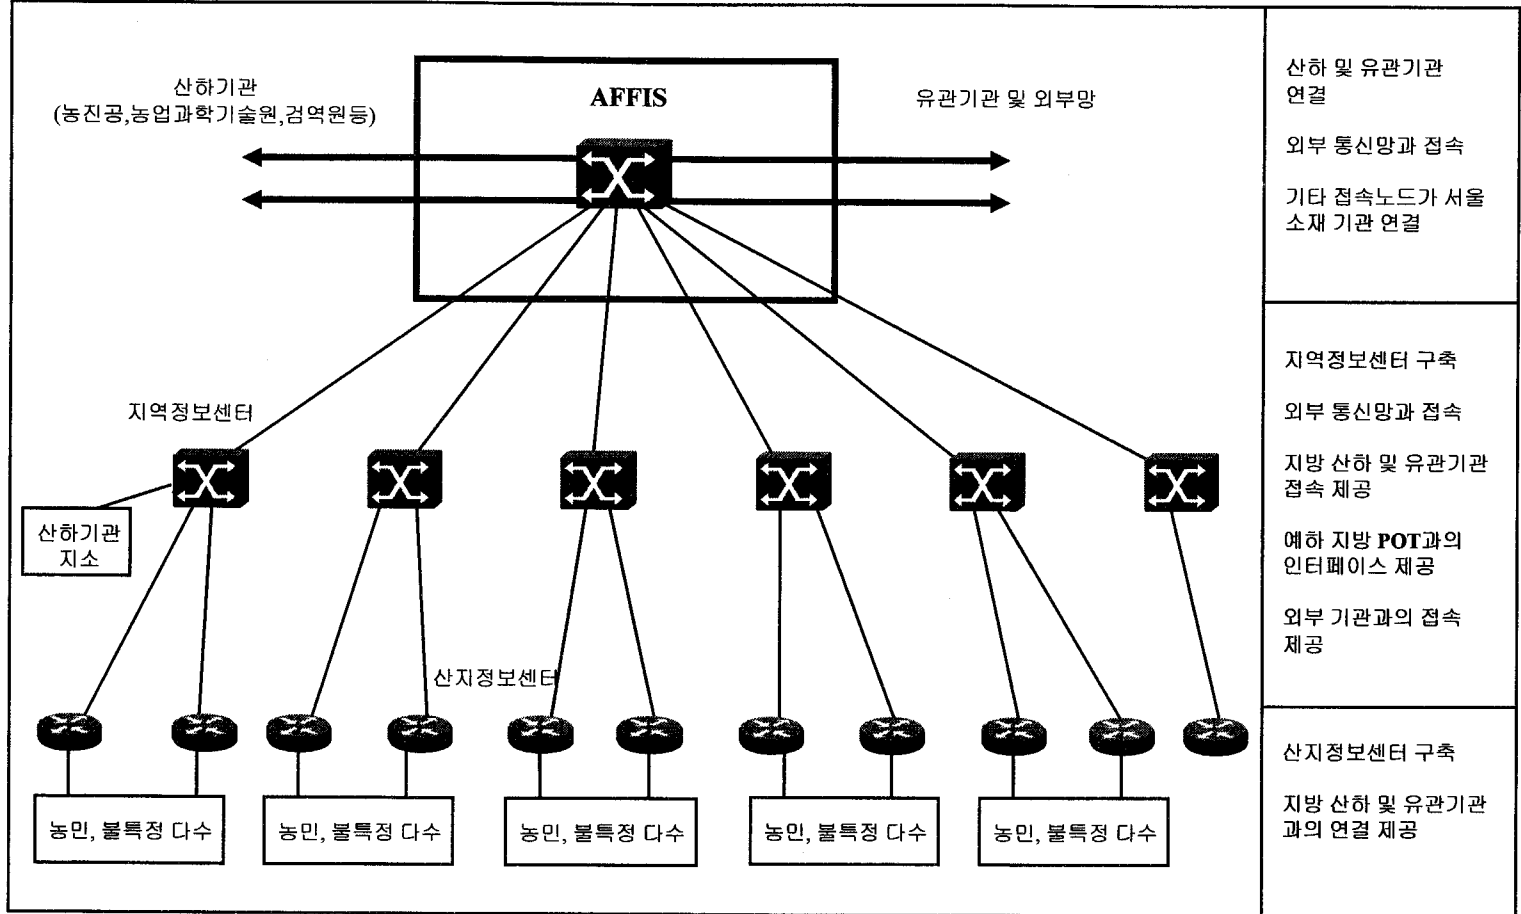 산하기관
(농진공,농업과학기술원,검역원등)
AFFIS
유관기관 및 외부망
지역정보센터
산하기관
지소
산지정보센터
농민, 불특정 다수
농민, 불특정 다수
농민, 불특정 다수
농민, 불특정 다수
농민, 불특정 다수
산하 및 유관기관
연결
외부 통신망과 접속
기타 접속노드가 서울
소재 기관 연결
지역정보센터 구축
외부 통신망과 접속
지방 산하 및 유관기관
접속 제공
예하 지방 POT과의
인터페이스 제공
외부 기관과의 접속
제공
산지정보센터 구축
지방 산하 및 유관기관
과의 연결 제공